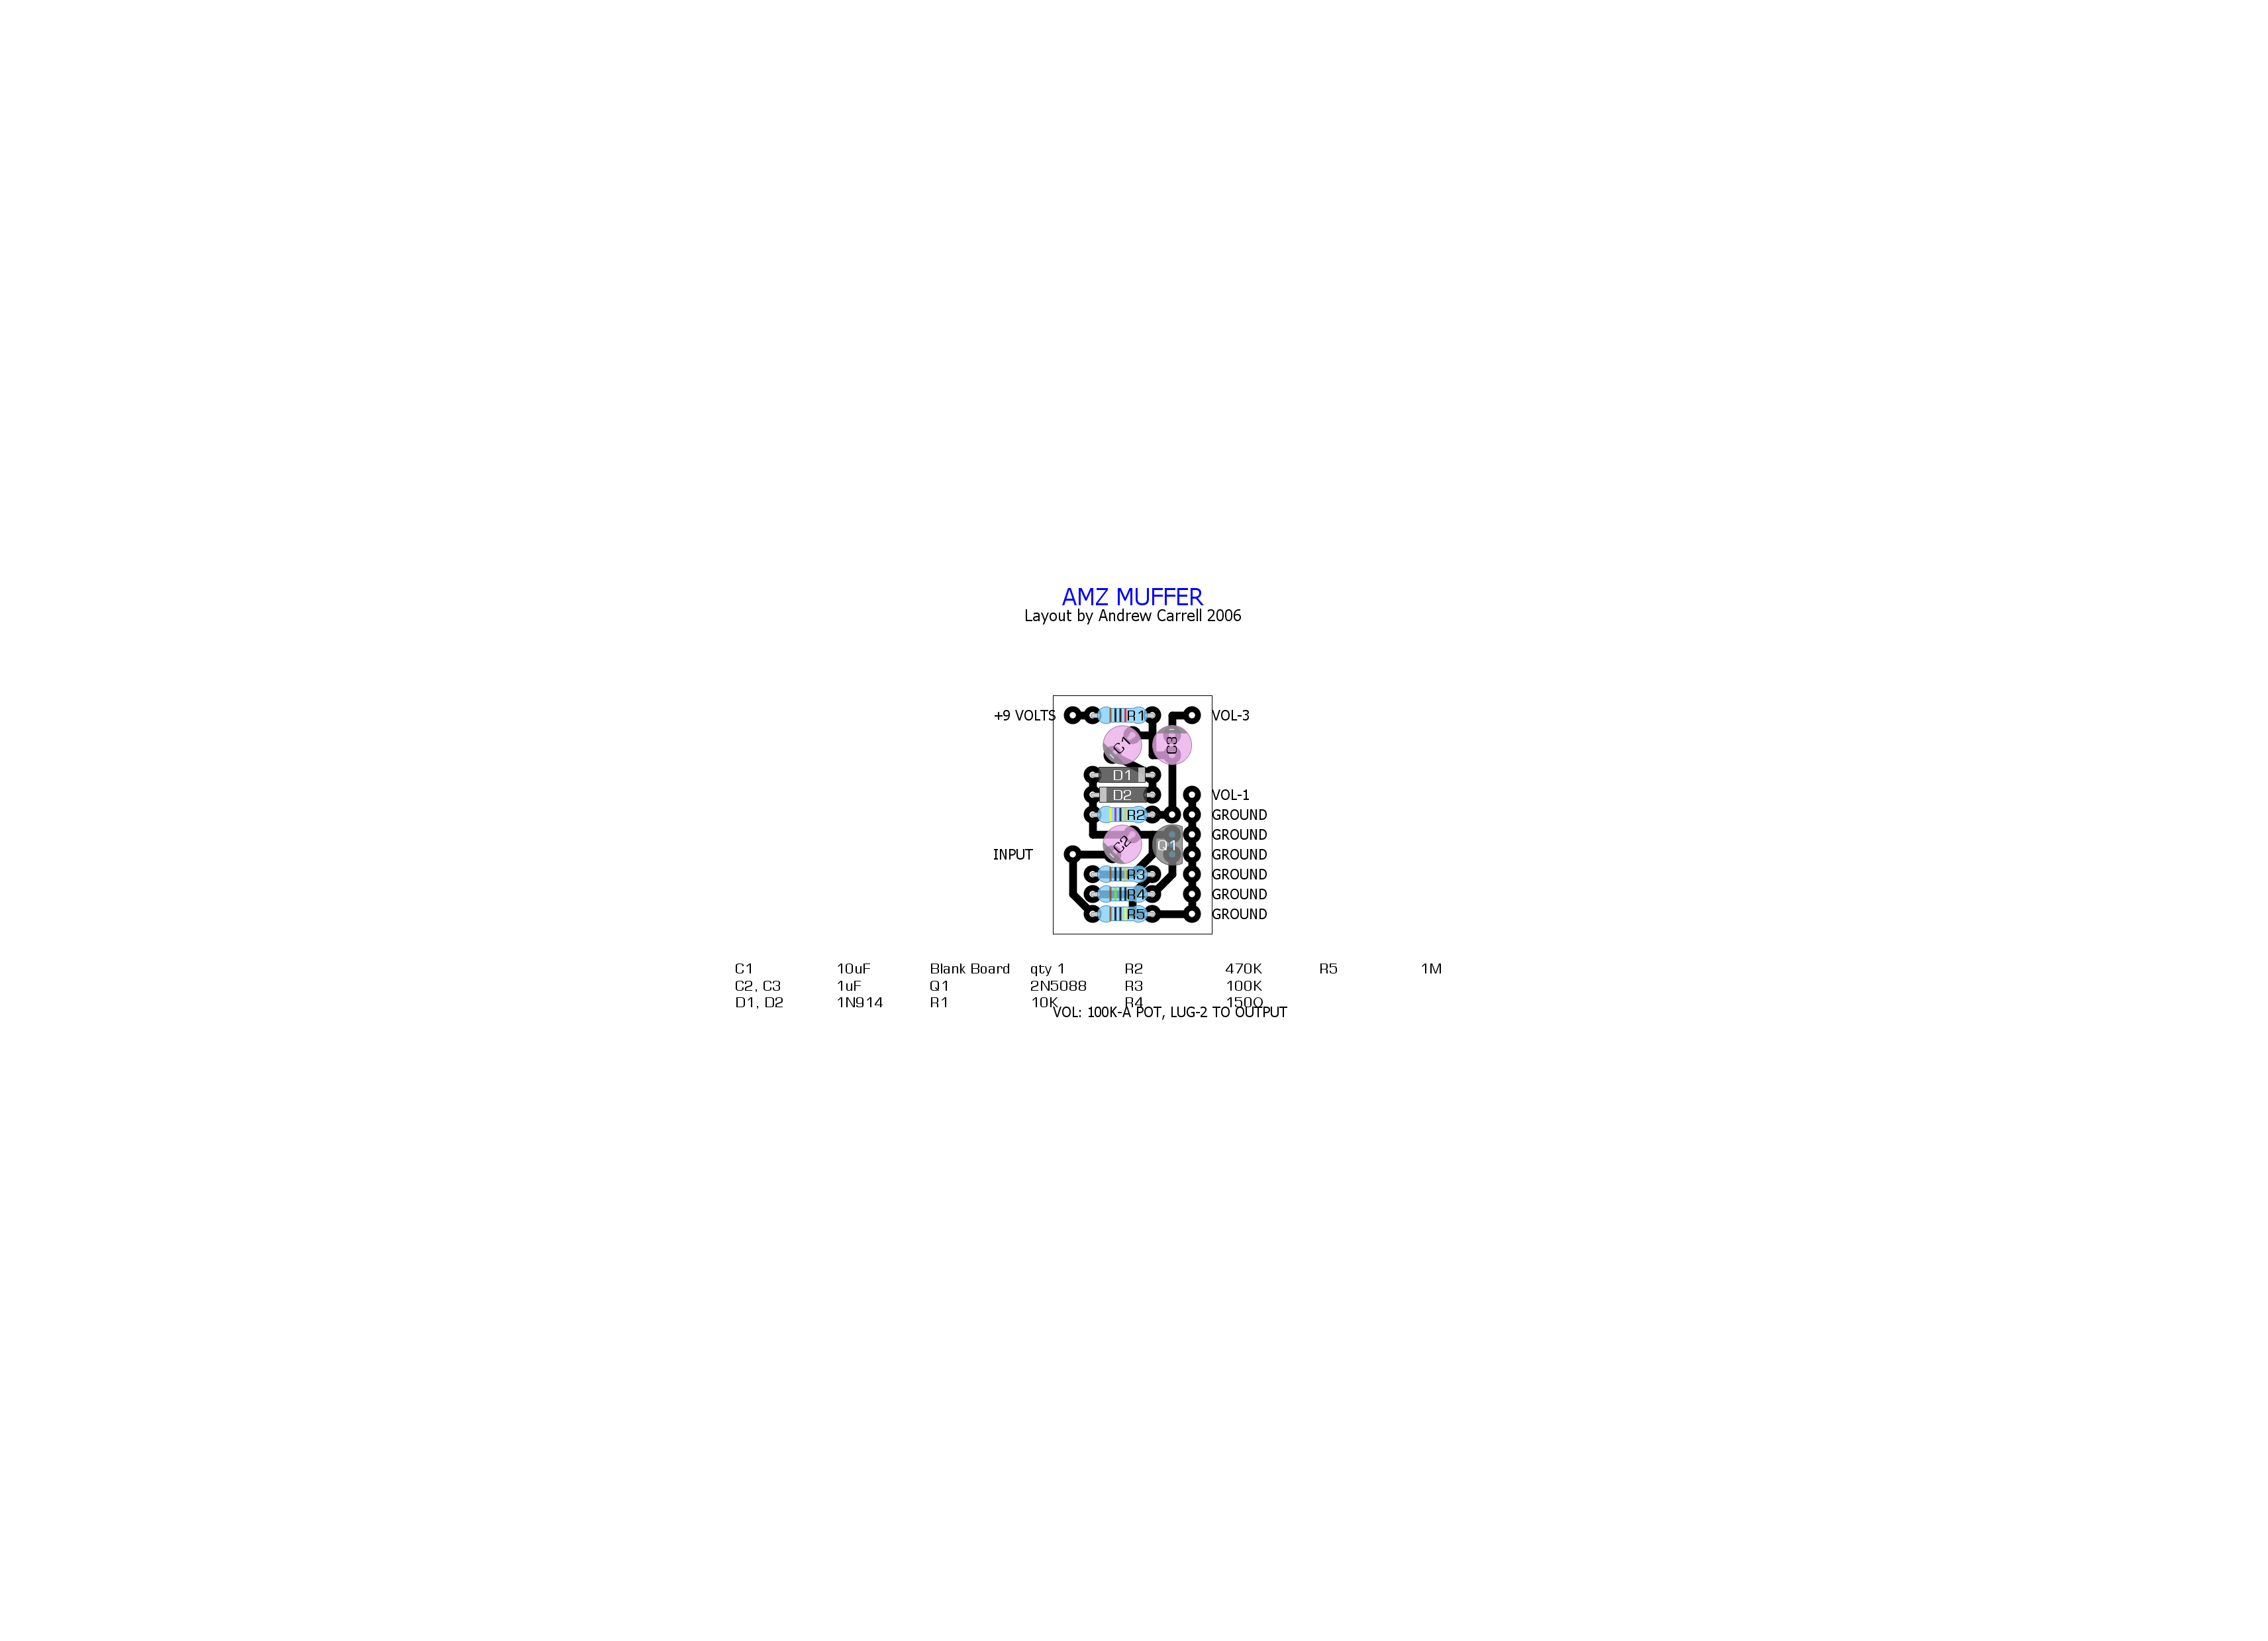 AMZ MUFFER
Layout by Andrew Carrell 2006
+9 VOLTS R1 VOL-3
C1 C3
D1
D2 VOL-1
R2 GROUND
GROUND
C2 Q1
INPUT GROUND
R3 GROUND
R4 GROUND
R5 GROUND
C1 10uF Blank Board qty 1 R2 470K R5 1M
C2, C3 1uF Q1 2N5088 R3 100K
D1, D2 1N914 R1 10K R4 150Ω
VOL: 100K-A POT, LUG-2 TO OUTPUT